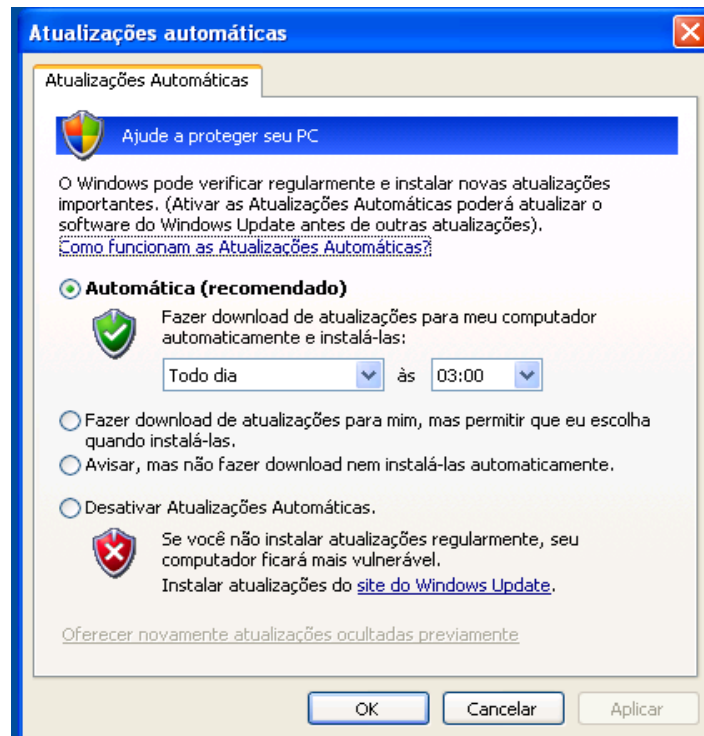 Atualizações automáticas
Atualizações Automáticas
Ajude a proteger seu PC
O Windows pode verificar regularmente e instalar novas atualizações
importantes. (Ativar as Atualizações Automáticas poderá atualizar o
software do Windows Update antes de outras atualizações).
Como funcionam as Atualizações Automáticas?
Automática (recomendado)
Fazer download de atualizações para meu computador
automaticamente e instalá-las:
Todo dia às 03:00
Fazer download de atualizações para mim, mas permitir que eu escolha
quando instalá-las.
Avisar, mas não fazer download nem instalá-las automaticamente.
Desativar Atualizações Automáticas.
Se você não instalar atualizações regularmente, seu
computador ficará mais vulnerável.
Instalar atualizações do site do Windows Update.
Oferecer novamente atualizações ocultadas previamente
OK Cancelar Aplicar